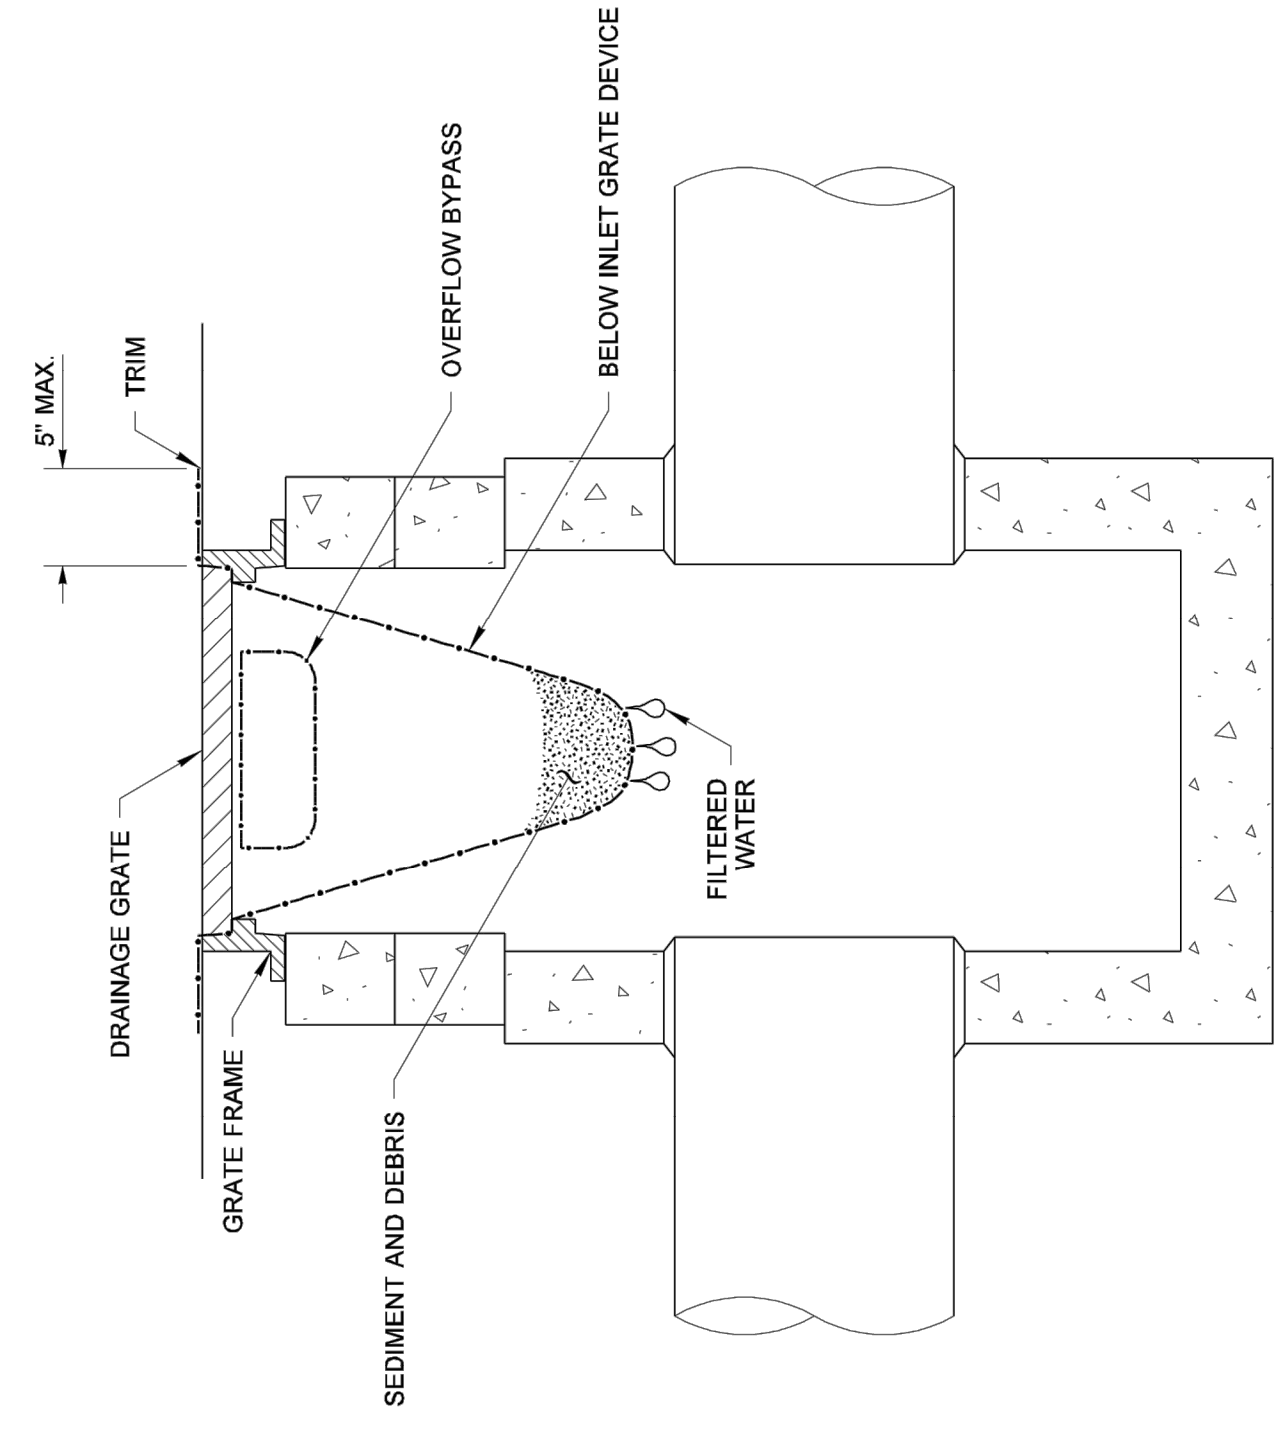 DRAINAGE GRATE
5" MAX.
TRIM
GRATE FRAME
OVERFLOW BYPASS
SEDIMENT AND DEBRIS
BELOW INLET GRATE DEVICE
FILTERED
WATER